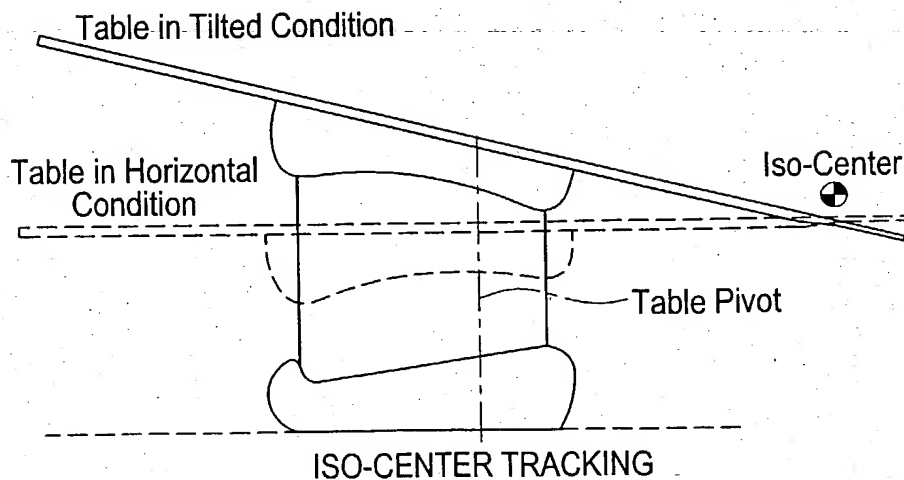 Table in Tilted Condition
Table in Horizontal
Condition
Iso-Center
Table Pivot
ISO-CENTER TRACKING